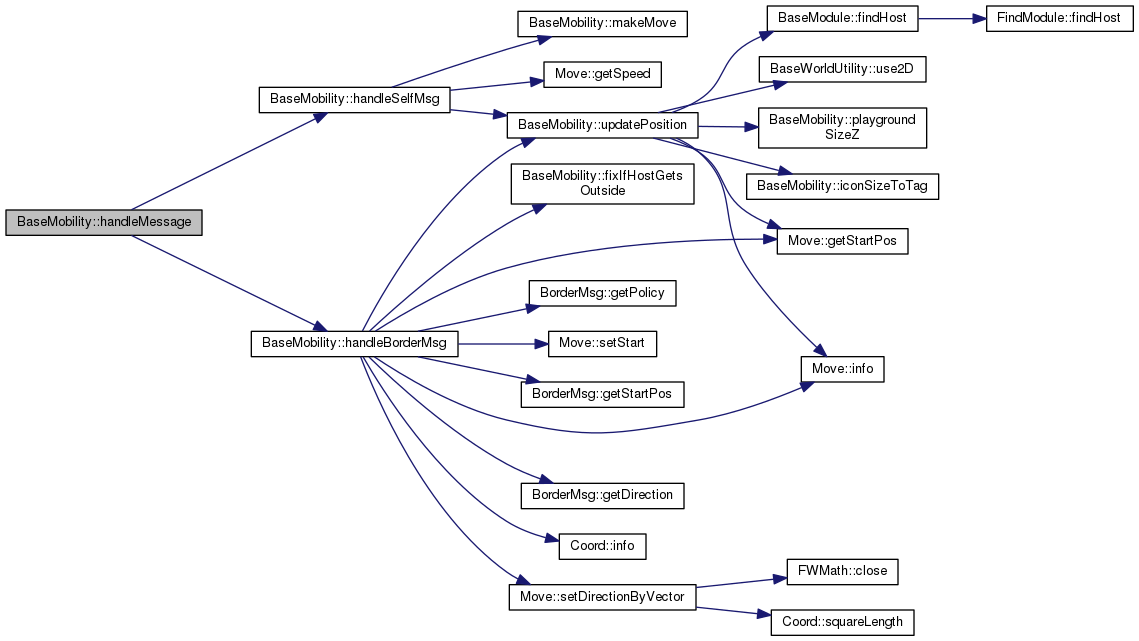 BaseMobility::handleMessage
BaseMobility::handleSelfMsg
BaseMobility::handleBorderMsg
BaseMobility::makeMove
Move::getSpeed
BaseMobility::updatePosition
BaseMobility::fixIfHostGets
Outside
BorderMsg::getPolicy
Move::setStart
BorderMsg::getStartPos
BorderMsg::getDirection
Coord::info
Move::setDirectionByVector
BaseModule::findHost
BaseWorldUtility::use2D
BaseMobility::playground
SizeZ
BaseMobility::iconSizeToTag
Move::getStartPos
Move::info
FWMath::close
Coord::squareLength
FindModule::findHost